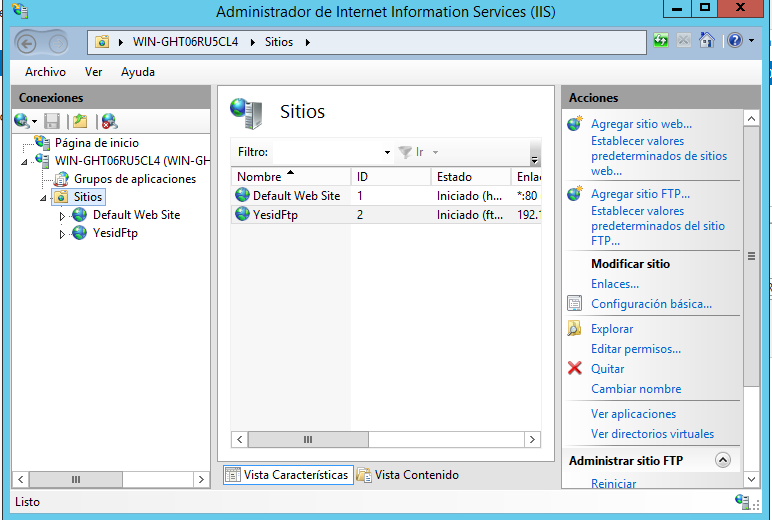 Administrador de Internet Information Services (IIS)
WIN-GHT06RU5CL4 Sitios
Archivo Ver Ayuda
Conexiones
Página de inicio
WIN-GHT06RU5CL4 (WIN-GH
Grupos de aplicaciones
Sitios
Default Web Site
YesidFtp
Sitios
Filtro: Ir
Nombre ID Estado Enlac
Default Web Site 1 Iniciado (h... *:80
YesidFtp 2 Iniciado (ft... 192.1
Vista Características Vista Contenido
Acciones
Agregar sitio web...
Establecer valores
predeterminados de sitios
web...
Agregar sitio FTP...
Establecer valores
predeterminados del sitio
FTP...
Modificar sitio
Enlaces...
Configuración básica...
Explorar
Editar permisos...
Quitar
Cambiar nombre
Ver aplicaciones
Ver directorios virtuales
Administrar sitio FTP
Reiniciar
Listo